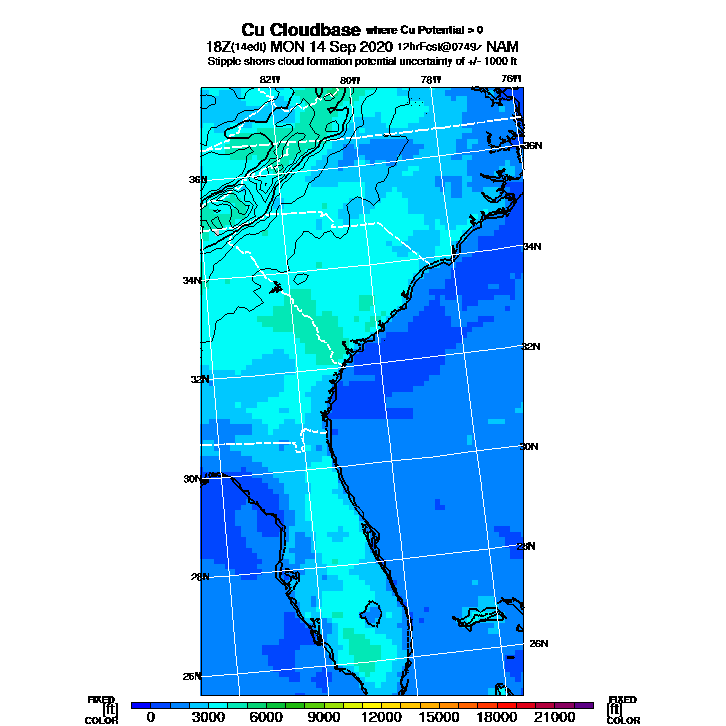 Cu Cloudbase where Cu Potential > 0
18Z(14edt) MON 14 Sep 2020 12hrFcst@0749z NAM
Stipple shows cloud formation potential uncertainty of +/- 1000 ft
82W 80W 78W 76W
36N
36N
34N
34N
32N
32N
30N
30N
28N
28N
26N
26N
FIXED FIXED
[ft] 0 3000 6000 9000 12000 15000 18000 21000 [ft]
COLOR COLOR